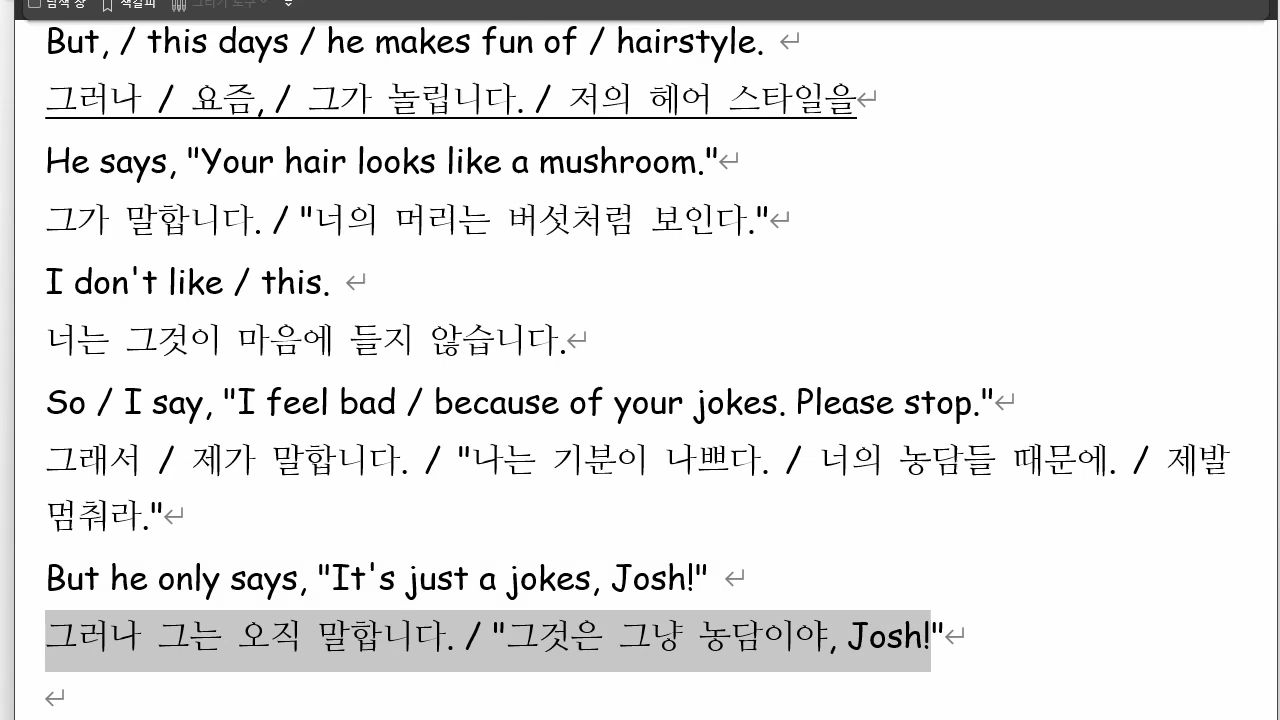 책갈피
But, / this days / he makes fun of / hairstyle.
그러나 / 요즘, / 그가 놀립니다. / 저의 헤어 스타일을
He says, "Your hair looks like a mushroom."
그가 말합니다. / "너의 머리는 버섯처럼 보인다."
I don't like / this.
너는 그것이 마음에 들지 않습니다.
So / I say, "I feel bad / because of your jokes. Please stop."
그래서 / 제가 말합니다. / "나는 기분이 나쁘다. / 너의 농담들 때문에. / 제발
멈춰라."
But he only says, "It's just a jokes, Josh!"
그러나 그는 오직 말합니다. / "그것은 그냥 농담이야, Josh!"